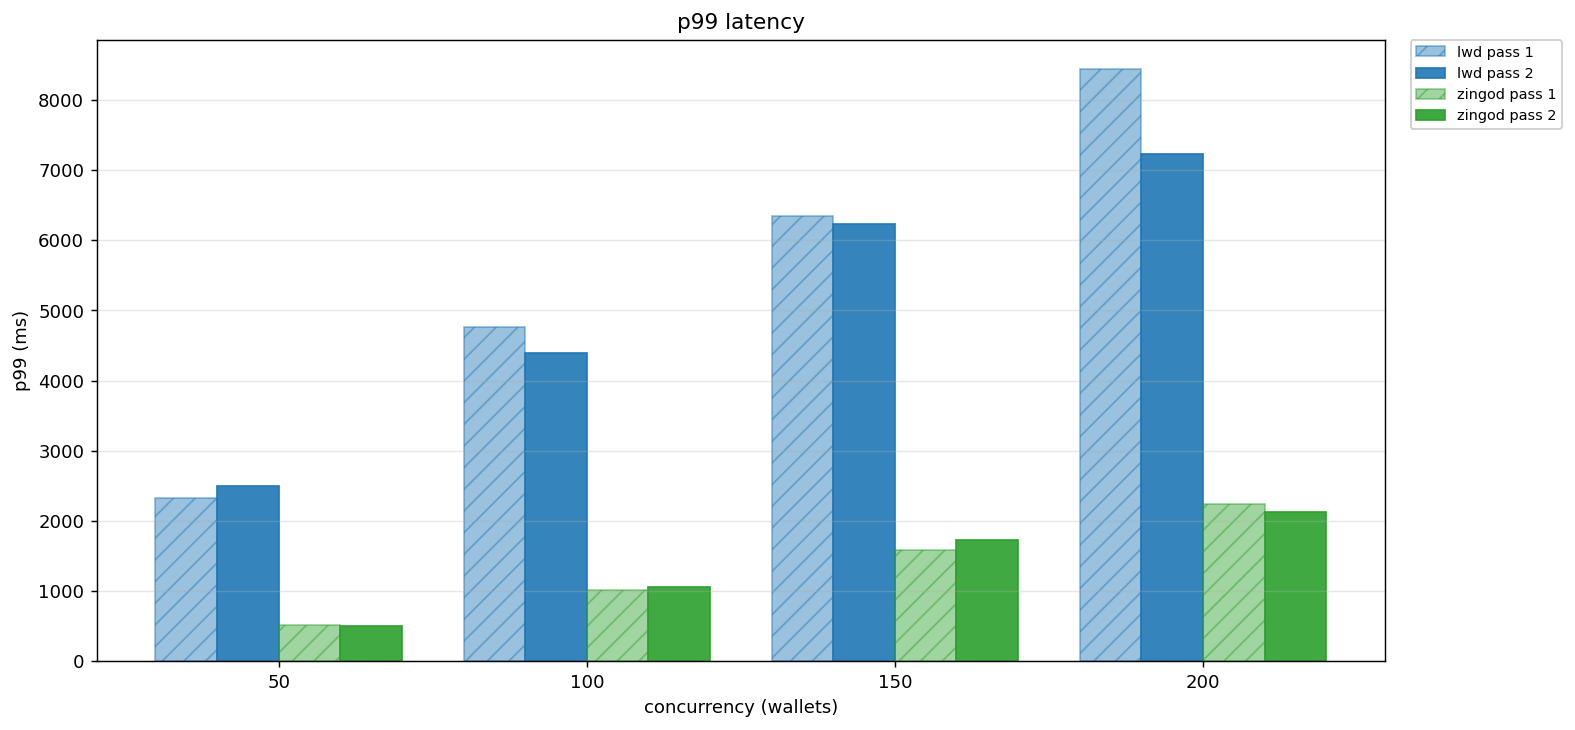 p99 latency
lwd pass 1
lwd pass 2
zingod pass 1
zingod pass 2
p99 (ms)
8000
7000
6000
5000
4000
3000
2000
1000
0
50 100 150 200
concurrency (wallets)